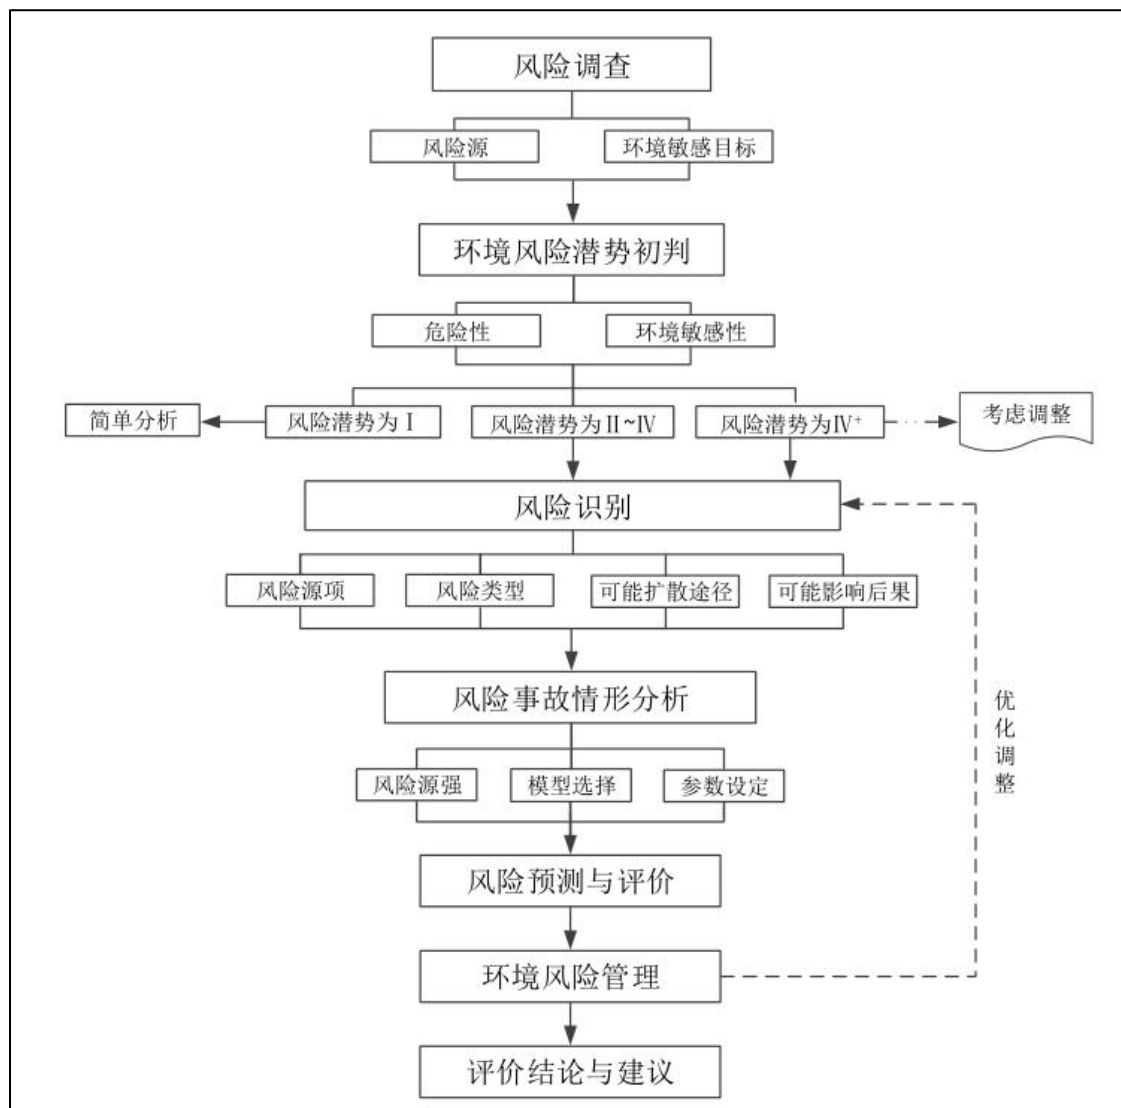 风险调查
风险源
环境敏感目标
环境风险潜势初判
危险性
环境敏感性
简单分析
风险潜势为Ⅰ
风险潜势为Ⅱ~Ⅳ
风险潜势为Ⅳ⁺
考虑调整
风险识别
风险源项
风险类型
可能扩散途径
可能影响后果
风险事故情形分析
风险源强
模型选择
参数设定
优化调整
风险预测与评价
环境风险管理
评价结论与建议